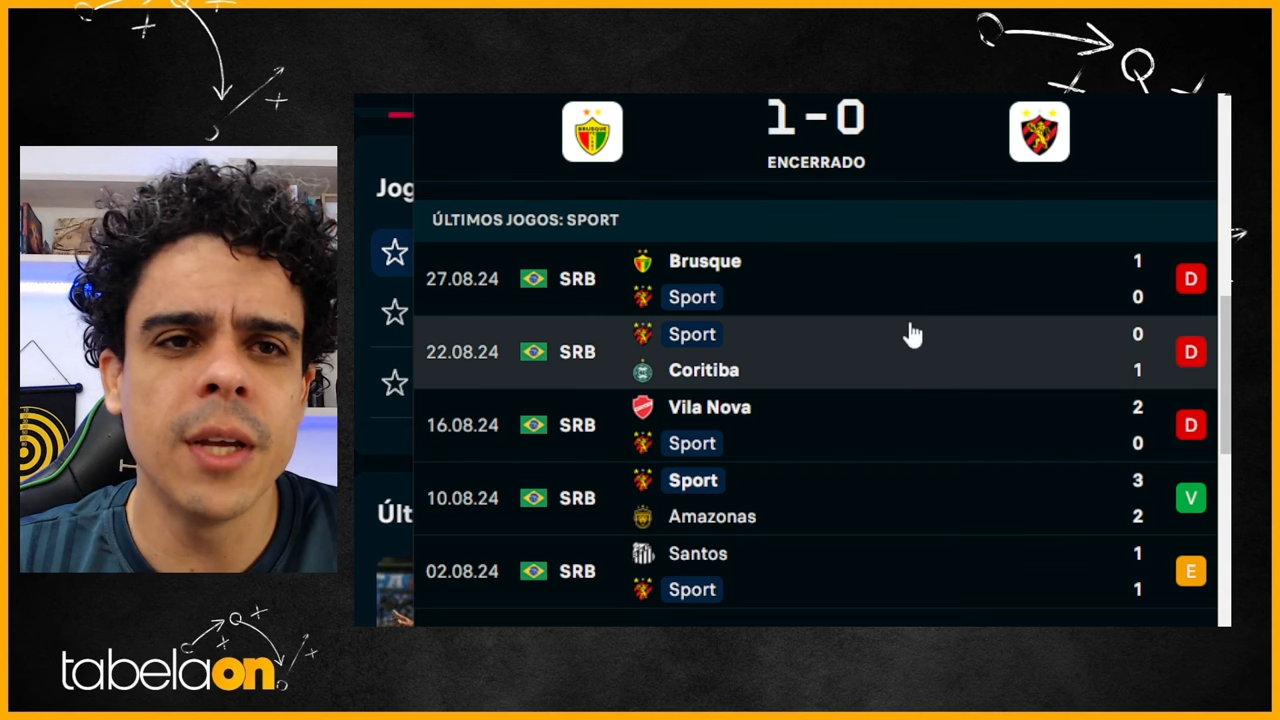 1-0
ENCERRADO
Jog
ÚLTIMOS JOGOS: SPORT
27.08.24 SRB Brusque 1 D
Sport 0
22.08.24 SRB Sport 0 D
Coritiba 1
16.08.24 SRB Vila Nova 2 D
Sport 0
10.08.24 SRB Sport 3 V
Amazonas 2
Últ
02.08.24 SRB Santos 1 E
Sport 1
tabelaon